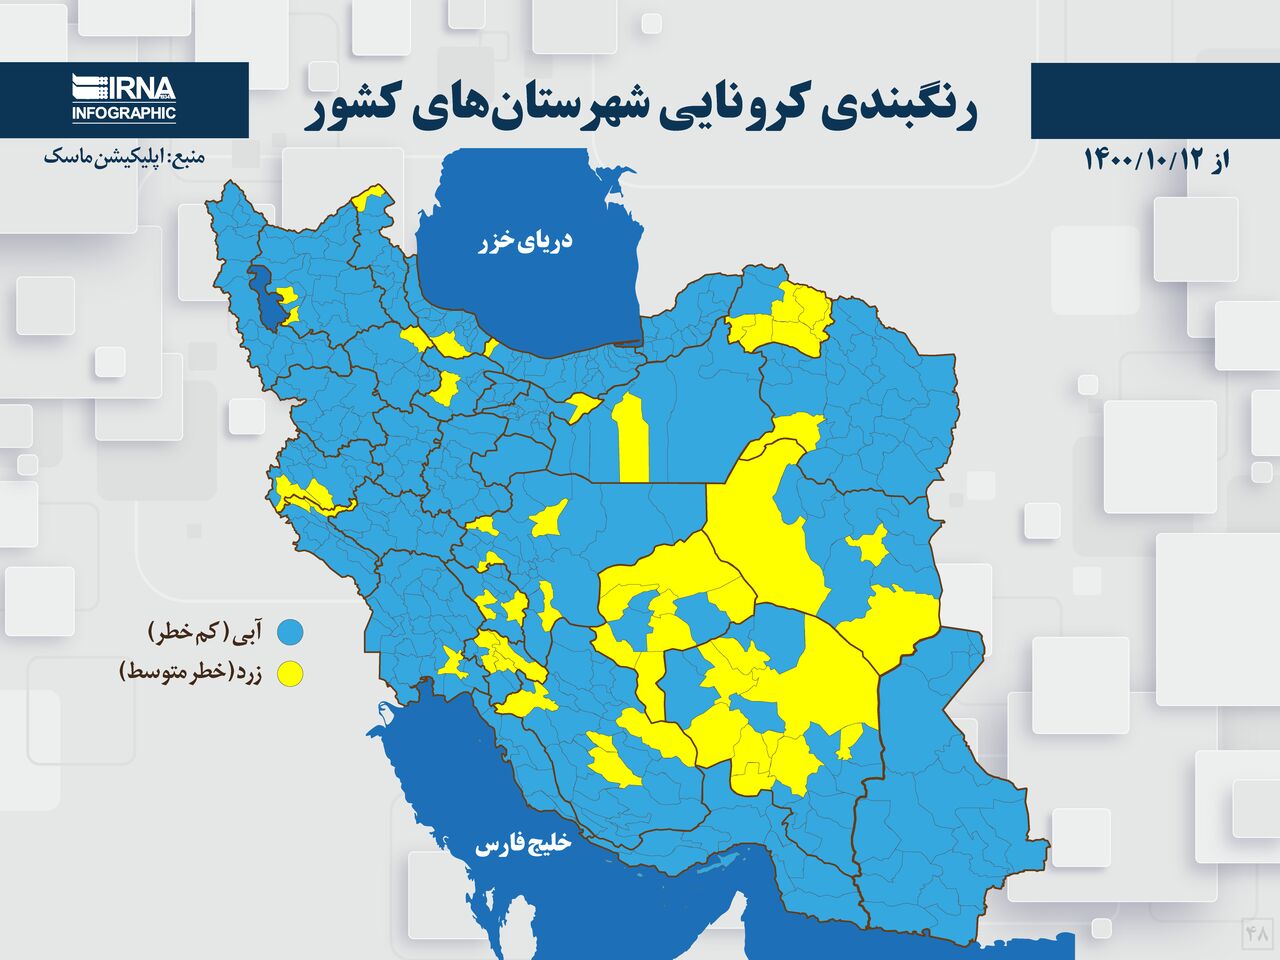 IRNA
INFOGRAPHIC
رنگبندی کرونایی شهرستان‌های کشور
از ۱۴۰۰/۱۰/۱۲
منبع: اپلیکیشن ماسک
دریای خزر
آبی (کم خطر)
زرد (خطر متوسط)
خلیج فارس
۴۸